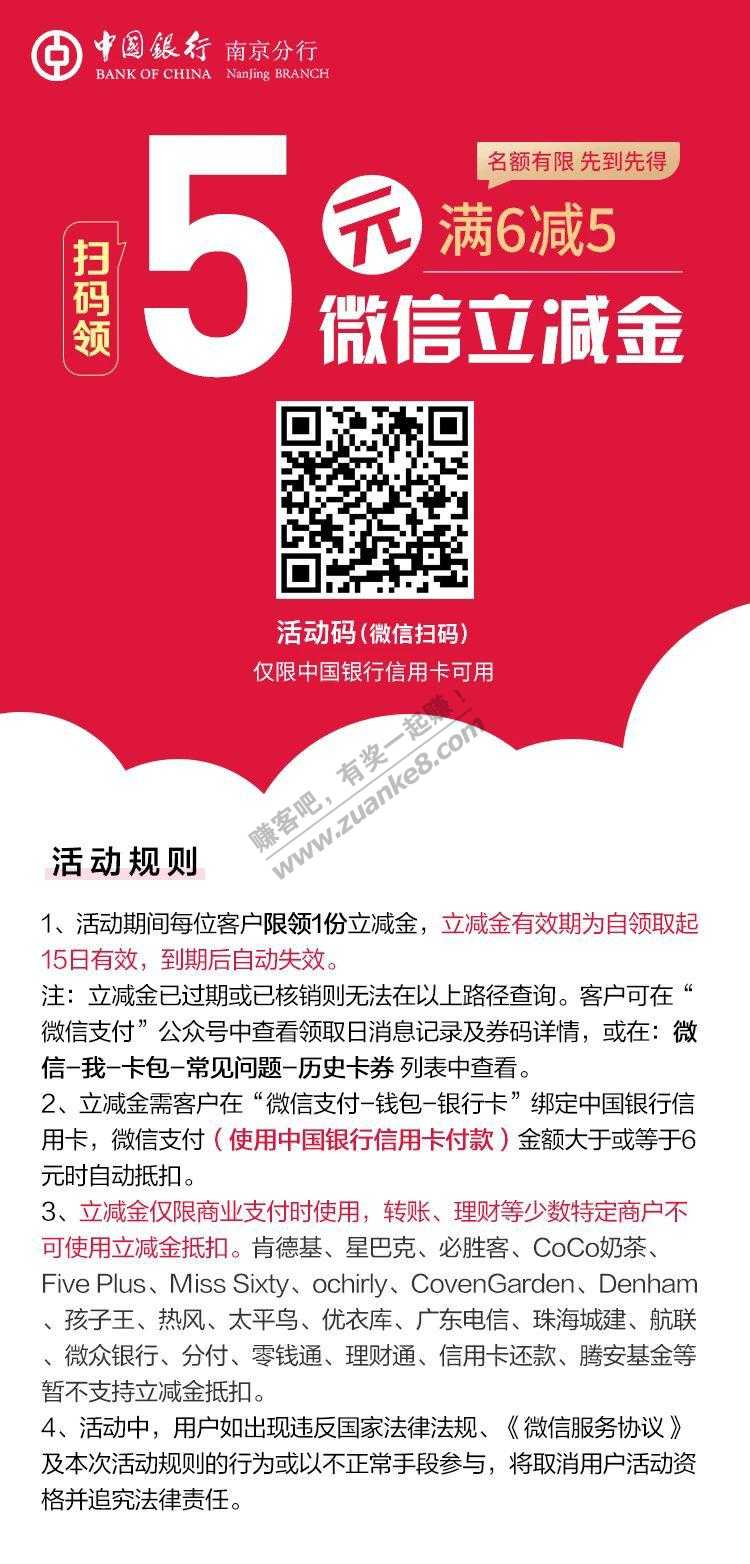 中國銀行 南京分行
BANK OF CHINA NanJing BRANCH
名额有限 先到先得
扫码领
5元
满6减5
微信立减金
活动码(微信扫码)
仅限中国银行信用卡可用
赚客吧，有奖一起赚！
www.zuanke8.com
活动规则
1、活动期间每位客户限领1份立减金，立减金有效期为自领取起
15日有效，到期后自动失效。
注：立减金已过期或已核销则无法在以上路径查询。客户可在“
微信支付”公众号中查看领取日消息记录及券码详情，或在：微
信-我-卡包-常见问题-历史卡券 列表中查看。
2、立减金需客户在“微信支付-钱包-银行卡”绑定中国银行信
用卡，微信支付（使用中国银行信用卡付款）金额大于或等于6
元时自动抵扣。
3、立减金仅限商业支付时使用，转账、理财等少数特定商户不
可使用立减金抵扣。肯德基、星巴克、必胜客、CoCo奶茶、
Five Plus、Miss Sixty、ochirly、CovenGarden、Denham
、孩子王、热风、太平鸟、优衣库、广东电信、珠海城建、航联
、微众银行、分付、零钱通、理财通、信用卡还款、腾安基金等
暂不支持立减金抵扣。
4、活动中，用户如出现违反国家法律法规、《微信服务协议》
及本次活动规则的行为或以不正常手段参与，将取消用户活动资
格并追究法律责任。